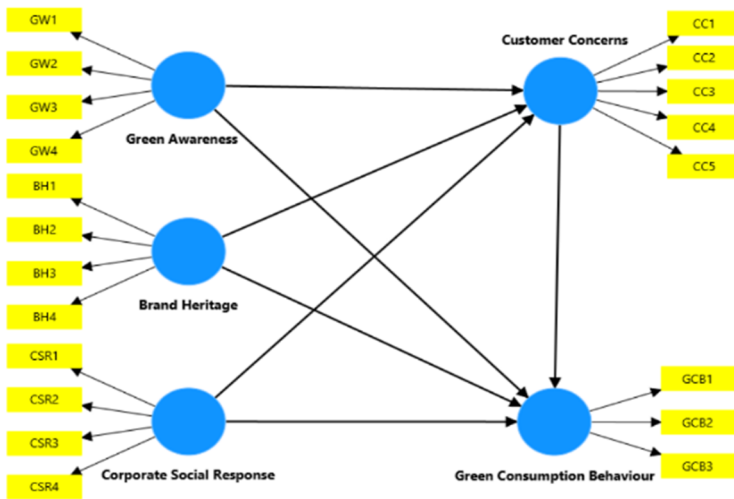 GW1
GW2
GW3
GW4
Green Awareness
BH1
BH2
BH3
BH4
Brand Heritage
CSR1
CSR2
CSR3
CSR4
Corporate Social Response
Customer Concerns
CC1
CC2
CC3
CC4
CC5
GCB1
GCB2
GCB3
Green Consumption Behaviour